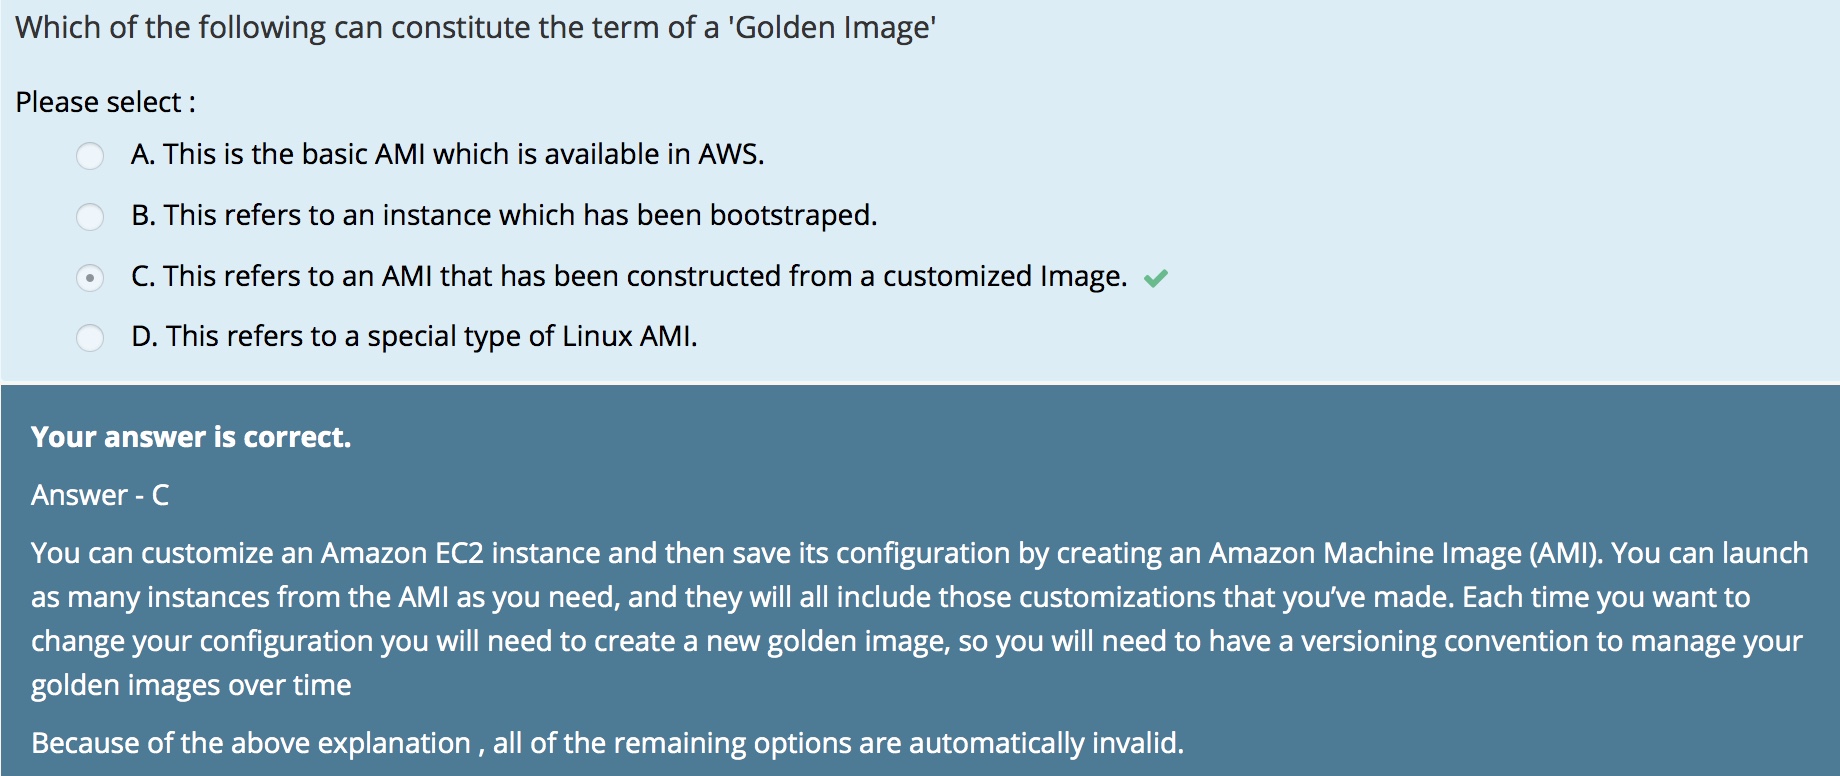 Which of the following can constitute the term of a 'Golden Image'
Please select :
A. This is the basic AMI which is available in AWS.
B. This refers to an instance which has been bootstraped.
C. This refers to an AMI that has been constructed from a customized Image.
D. This refers to a special type of Linux AMI.
Your answer is correct.
Answer - C
You can customize an Amazon EC2 instance and then save its configuration by creating an Amazon Machine Image (AMI). You can launch
as many instances from the AMI as you need, and they will all include those customizations that you’ve made. Each time you want to
change your configuration you will need to create a new golden image, so you will need to have a versioning convention to manage your
golden images over time
Because of the above explanation , all of the remaining options are automatically invalid.